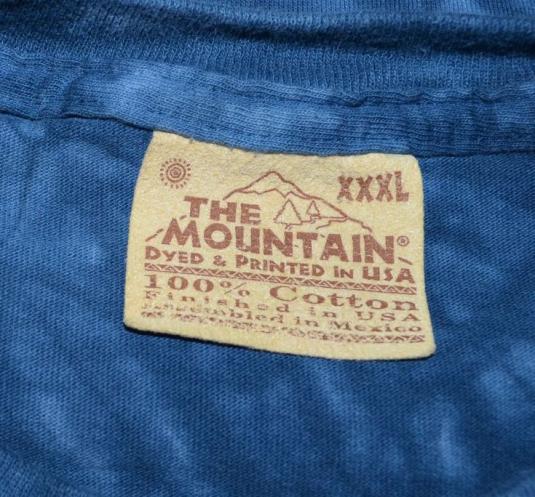 XXXL
THE
MOUNTAIN®
DYED & PRINTED IN USA
100% Cotton
Finished in USA
Assembled in Mexico